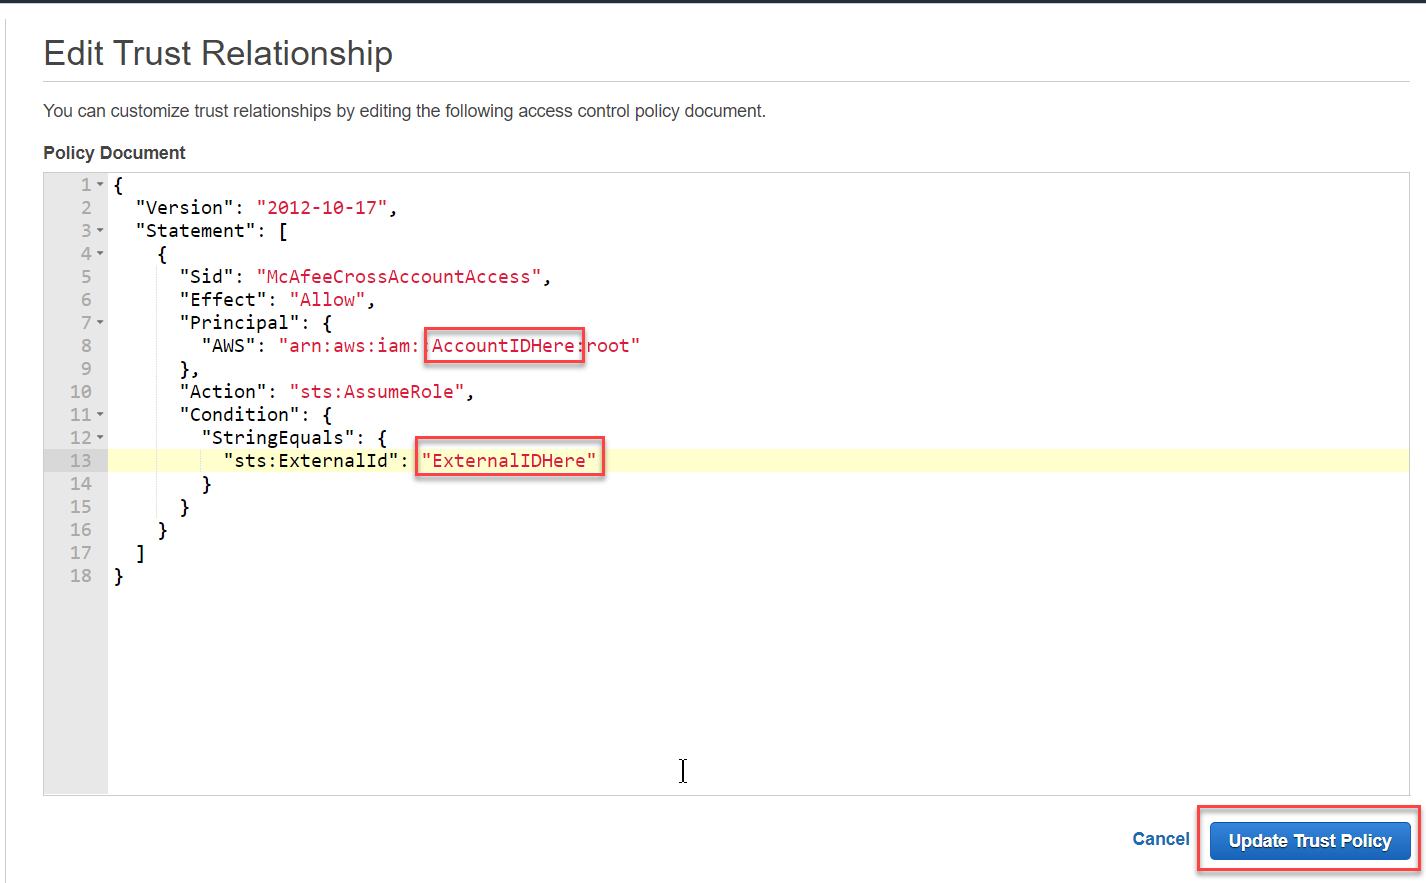 Edit Trust Relationship
You can customize trust relationships by editing the following access control policy document.
Policy Document
1 {
2 "Version": "2012-10-17",
3 "Statement": [
4 {
5 "Sid": "McAfeeCrossAccountAccess",
6 "Effect": "Allow",
7 "Principal": {
8 "AWS": "arn:aws:iam::AccountIDHere:root"
9 },
10 "Action": "sts:AssumeRole",
11 "Condition": {
12 "StringEquals": {
13 "sts:ExternalId": "ExternalIDHere"
14 }
15 }
16 }
17 ]
18 }
Cancel Update Trust Policy